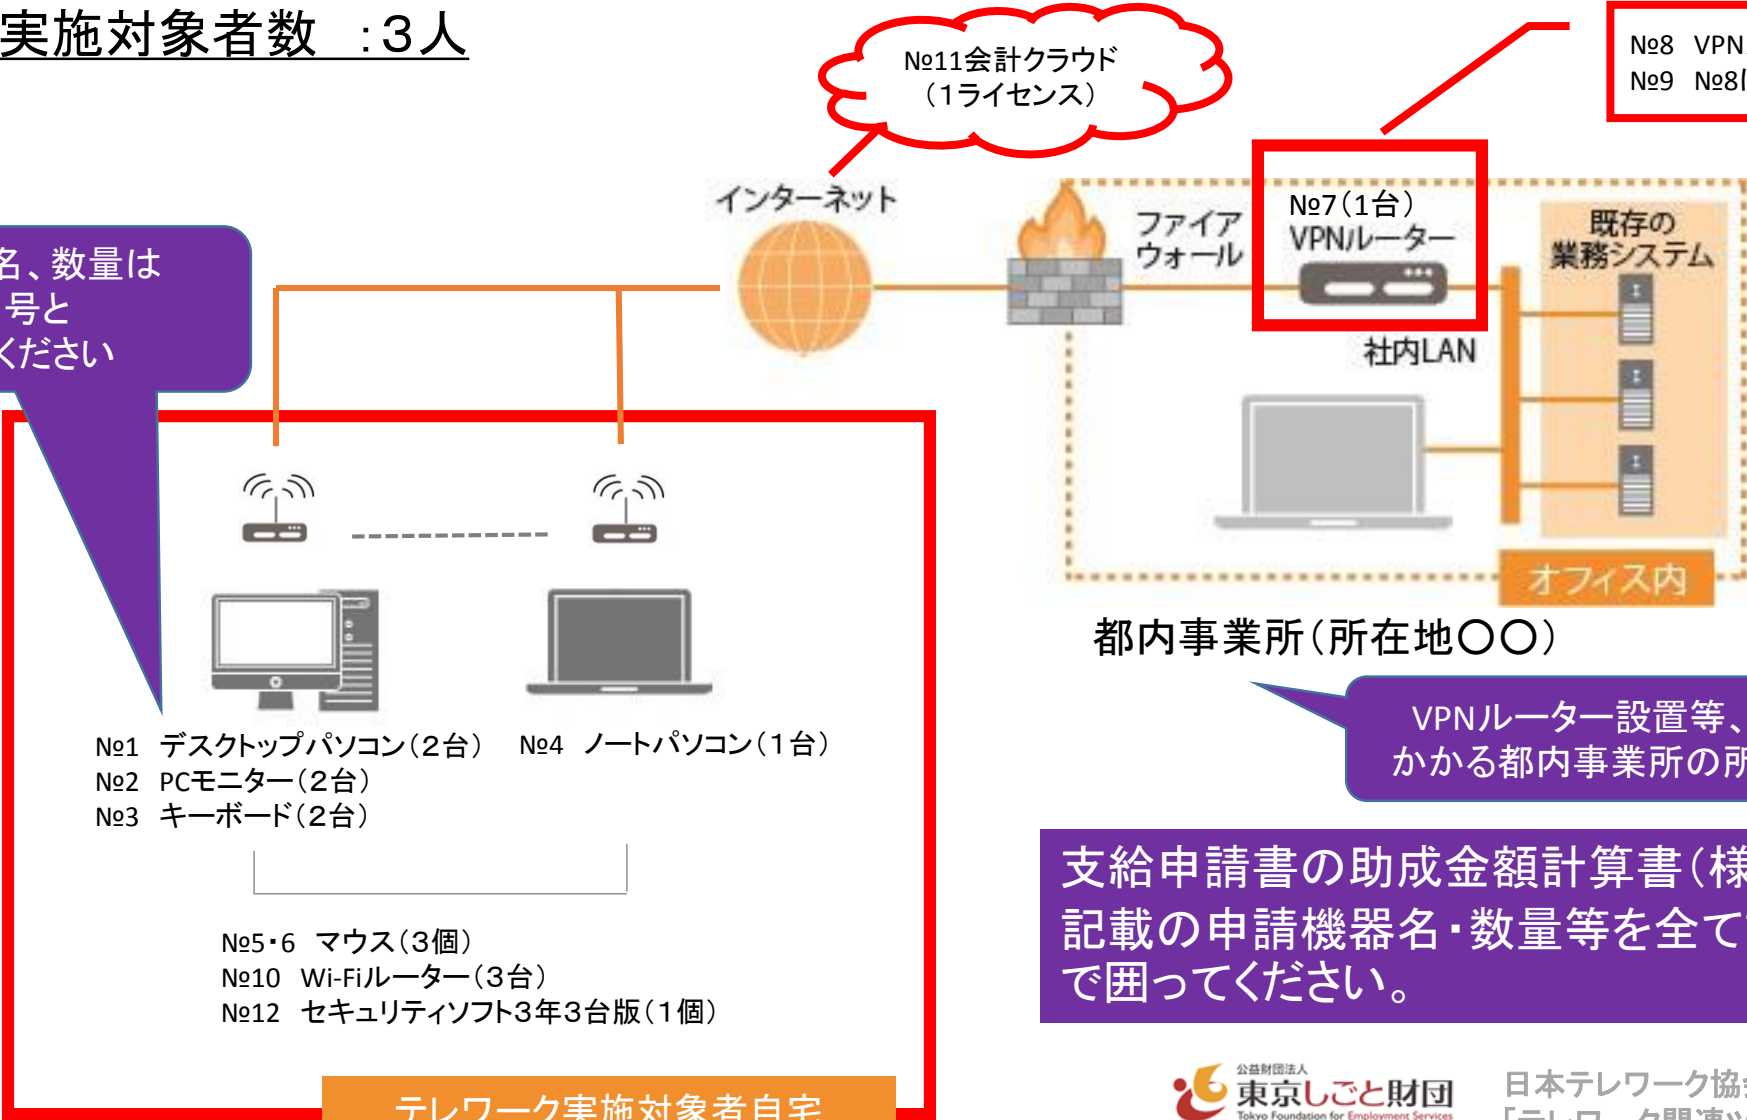 実施対象者数 :3人
№11会計クラウド
（1ライセンス）
№8 VPN
№9 №8
インターネット
ファイア
ウォール
№7（1台）
VPNルーター
既存の
業務システム
社内LAN
オフィス内
名、数量は
号と
ください
都内事業所（所在地〇〇）
VPNルーター設置等、
かかる都内事業所の所
№1 デスクトップパソコン（２台）
№2 PCモニター（２台）
№3 キーボード（２台）
№4 ノートパソコン（１台）
№5・6 マウス（３個）
№10 Wi-Fiルーター（３台）
№12 セキュリティソフト３年３台版（１個）
テレワーク実施対象者自宅
支給申請書の助成金額計算書（様
記載の申請機器名・数量等を全て
で囲ってください。
公益財団法人
東京しごと財団
Tokyo Foundation for Employment Services
日本テレワーク協会
「テレワーク関連ツ